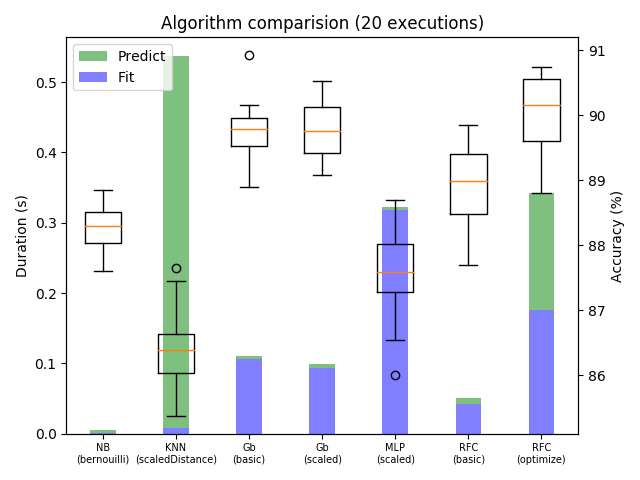 Algorithm comparision (20 executions)
Predict
Fit
Duration (s)
0.5
0.4
0.3
0.2
0.1
0.0
Accuracy (%)
91
90
89
88
87
86
NB
(bernouilli)
KNN
(scaledDistance)
Gb
(basic)
Gb
(scaled)
MLP
(scaled)
RFC
(basic)
RFC
(optimize)